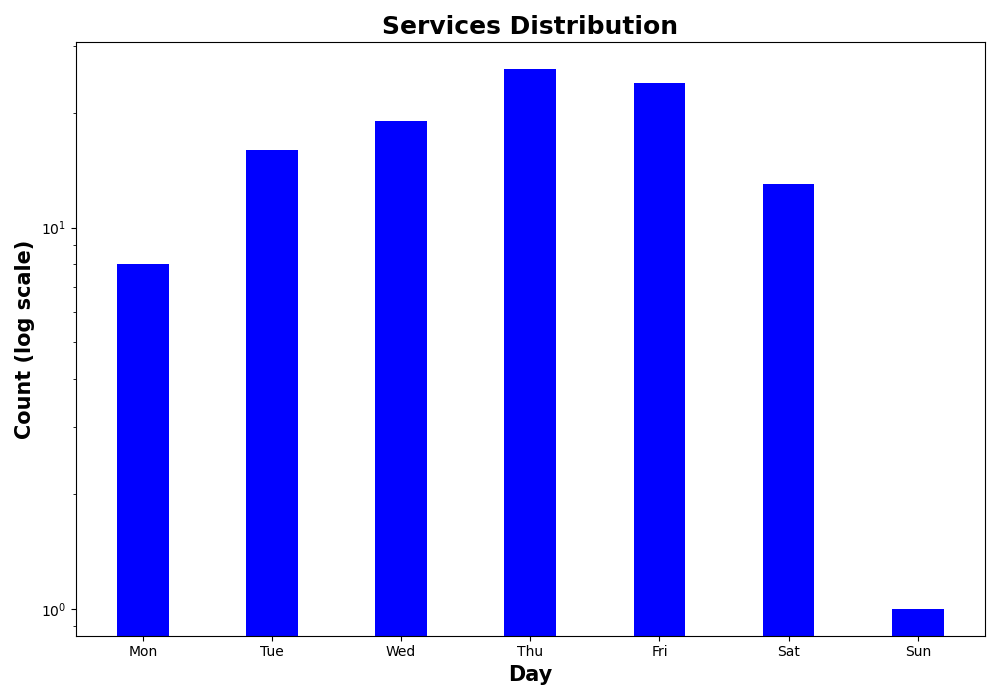 Services Distribution
Count (log scale)
10¹
10⁰
Mon Tue Wed Thu Fri Sat Sun
Day